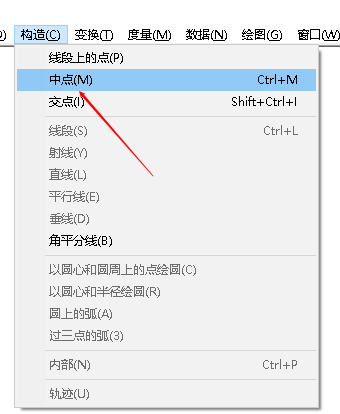 ) 构造(C) 变换(T) 度量(M) 数据(N) 绘图(G) 窗口(W)
线段上的点(P)
中点(M) Ctrl+M
交点(I) Shift+Ctrl+I
线段(S) Ctrl+L
射线(Y)
直线(L)
平行线(E)
垂线(D)
角平分线(B)
以圆心和圆周上的点绘圆(C)
以圆心和半径绘圆(R)
圆上的弧(A)
过三点的弧(3)
内部(N) Ctrl+P
轨迹(U)